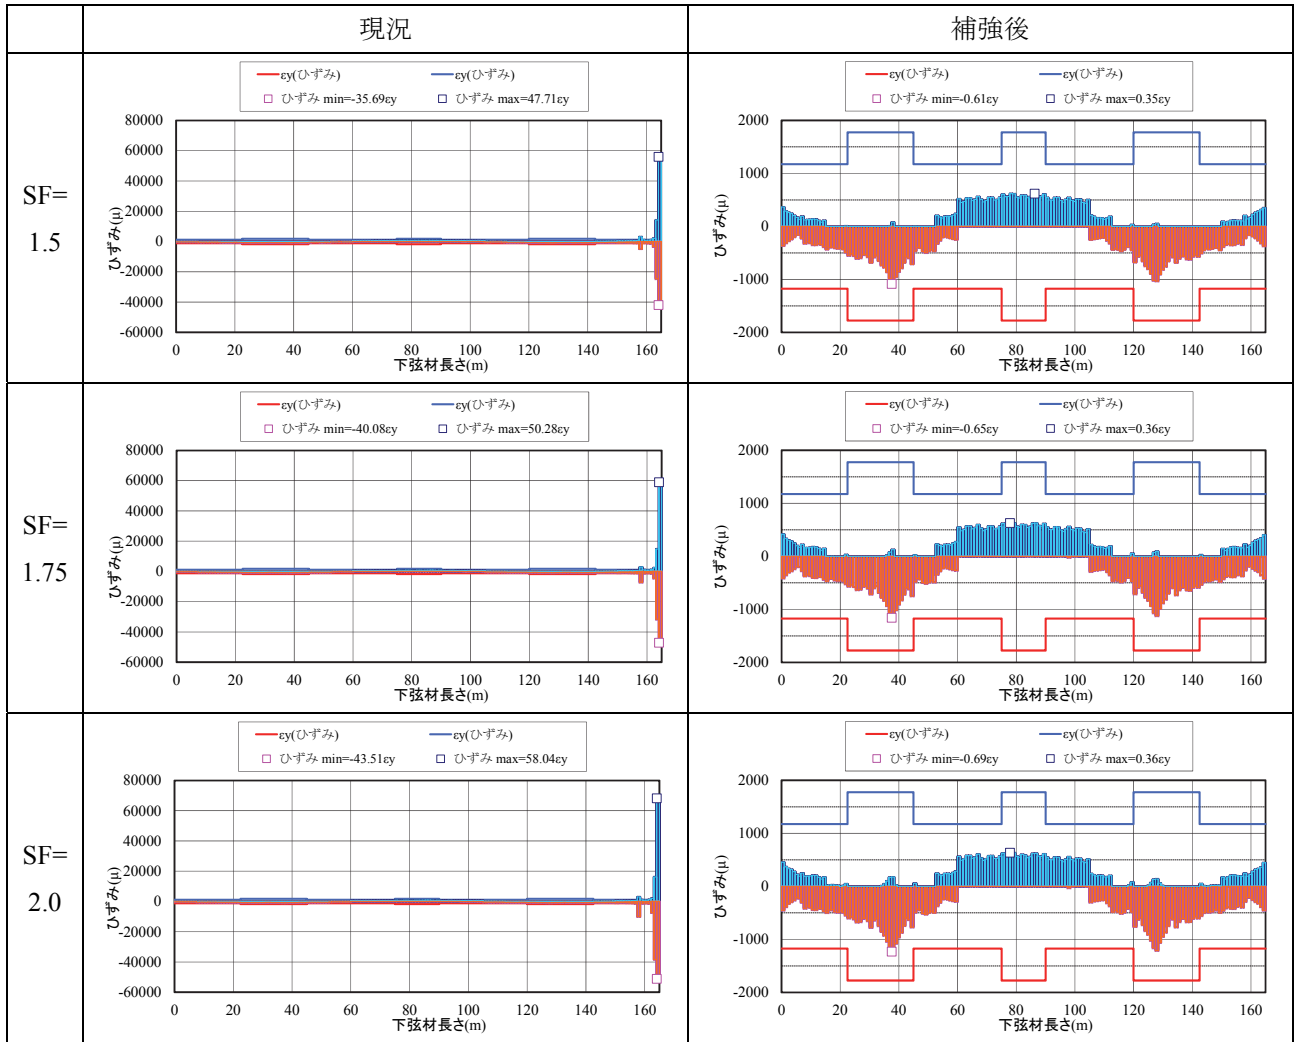 現況
補強後
SF=
1.5
εy(ひずみ) εy(ひずみ)
ひずみ min=-35.69εy ひずみ max=47.71εy
80000
60000
40000
20000
0
-20000
-40000
-60000
ひずみ(μ)
0 20 40 60 80 100 120 140 160
下弦材長さ(m)
εy(ひずみ) εy(ひずみ)
ひずみ min=-0.61εy ひずみ max=0.35εy
2000
1000
0
-1000
-2000
ひずみ(μ)
0 20 40 60 80 100 120 140 160
下弦材長さ(m)
SF=
1.75
εy(ひずみ) εy(ひずみ)
ひずみ min=-40.08εy ひずみ max=50.28εy
80000
60000
40000
20000
0
-20000
-40000
-60000
ひずみ(μ)
0 20 40 60 80 100 120 140 160
下弦材長さ(m)
εy(ひずみ) εy(ひずみ)
ひずみ min=-0.65εy ひずみ max=0.36εy
2000
1000
0
-1000
-2000
ひずみ(μ)
0 20 40 60 80 100 120 140 160
下弦材長さ(m)
SF=
2.0
εy(ひずみ) εy(ひずみ)
ひずみ min=-43.51εy ひずみ max=58.04εy
80000
60000
40000
20000
0
-20000
-40000
-60000
ひずみ(μ)
0 20 40 60 80 100 120 140 160
下弦材長さ(m)
εy(ひずみ) εy(ひずみ)
ひずみ min=-0.69εy ひずみ max=0.36εy
2000
1000
0
-1000
-2000
ひずみ(μ)
0 20 40 60 80 100 120 140 160
下弦材長さ(m)